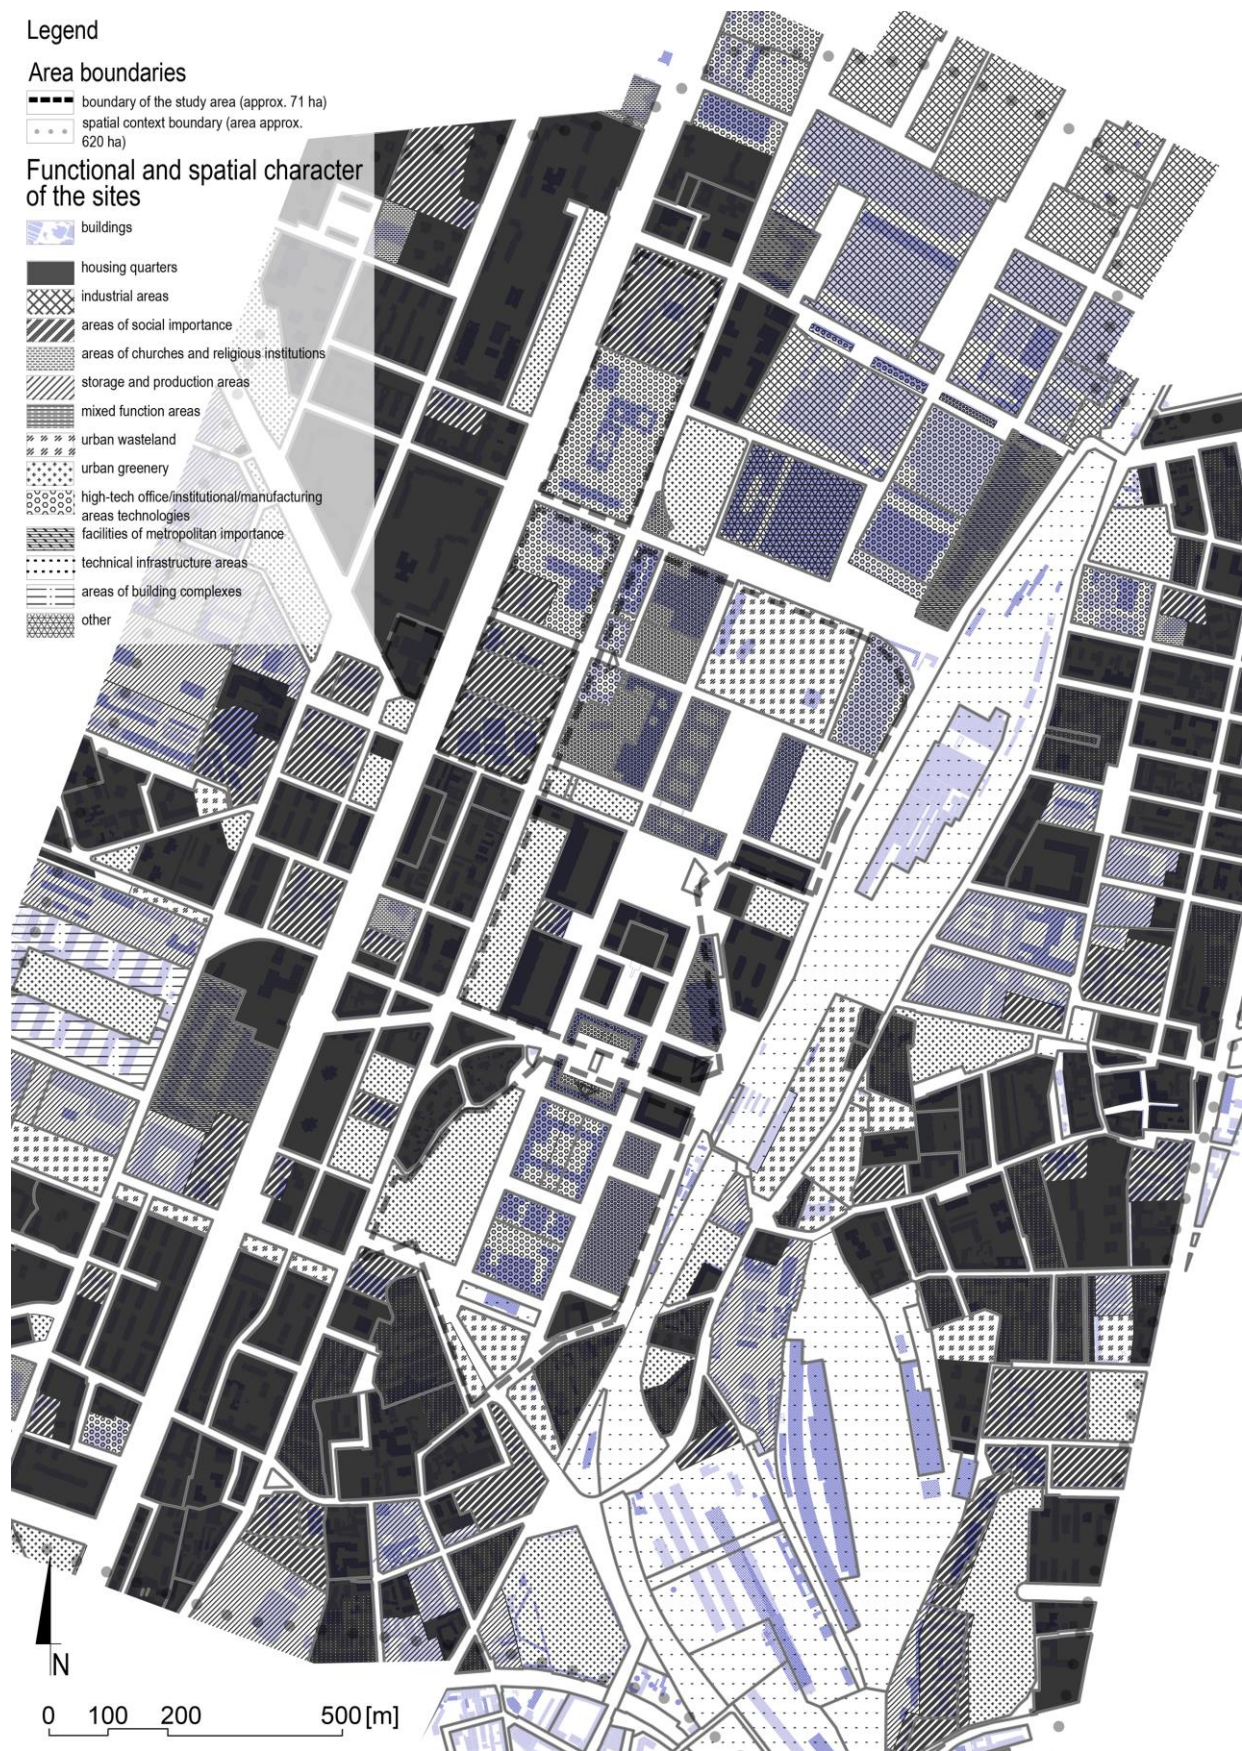 Legend
Area boundaries
boundary of the study area (approx. 71 ha)
spatial context boundary (area approx.
620 ha)
Functional and spatial character
of the sites
buildings
housing quarters
industrial areas
areas of social importance
areas of churches and religious institutions
storage and production areas
mixed function areas
urban wasteland
urban greenery
high-tech office/institutional/manufacturing
areas technologies
facilities of metropolitan importance
technical infrastructure areas
areas of building complexes
other
N
0 100 200 500 [m]